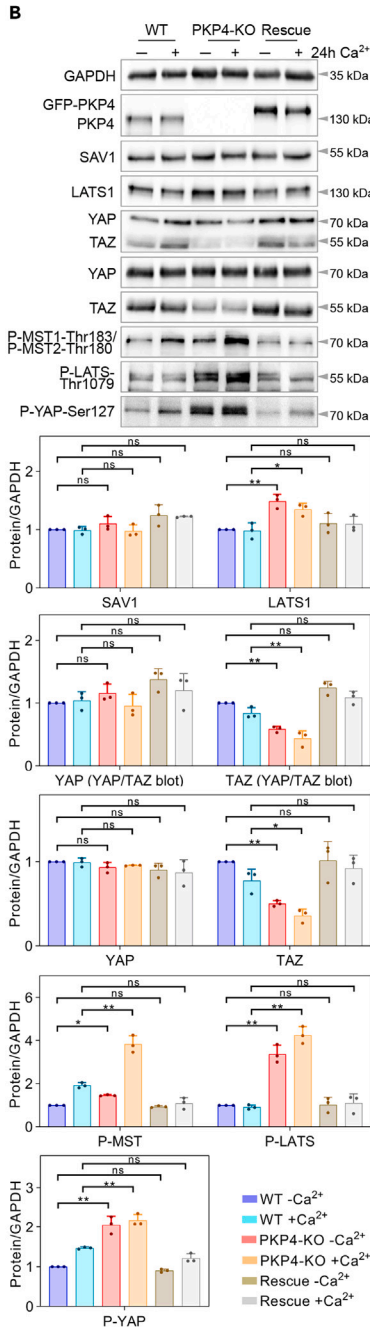 B
WT PKP4-KO Rescue
— + — + — + 24h Ca²⁺
GAPDH 35 kDa
GFP-PKP4
PKP4 130 kDa
SAV1 55 kDa
LATS1 130 kDa
YAP 70 kDa
TAZ 55 kDa
YAP 70 kDa
TAZ 55 kDa
P-MST1-Thr183/
P-MST2-Thr180 70 kDa
P-LATS-
Thr1079 55 kDa
P-YAP-Ser127 70 kDa
Protein/GAPDH
2
1
0
ns
ns
ns
ns
SAV1
ns
ns
*
**
LATS1
Protein/GAPDH
2
1
0
ns
ns
ns
ns
YAP (YAP/TAZ blot)
ns
ns
**
**
TAZ (YAP/TAZ blot)
Protein/GAPDH
1
0
ns
ns
ns
ns
YAP
ns
ns
*
**
TAZ
Protein/GAPDH
6
4
2
0
ns
ns
**
*
P-MST
ns
ns
**
**
P-LATS
Protein/GAPDH
3
2
1
0
ns
ns
**
**
P-YAP
WT -Ca²⁺
WT +Ca²⁺
PKP4-KO -Ca²⁺
PKP4-KO +Ca²⁺
Rescue -Ca²⁺
Rescue +Ca²⁺